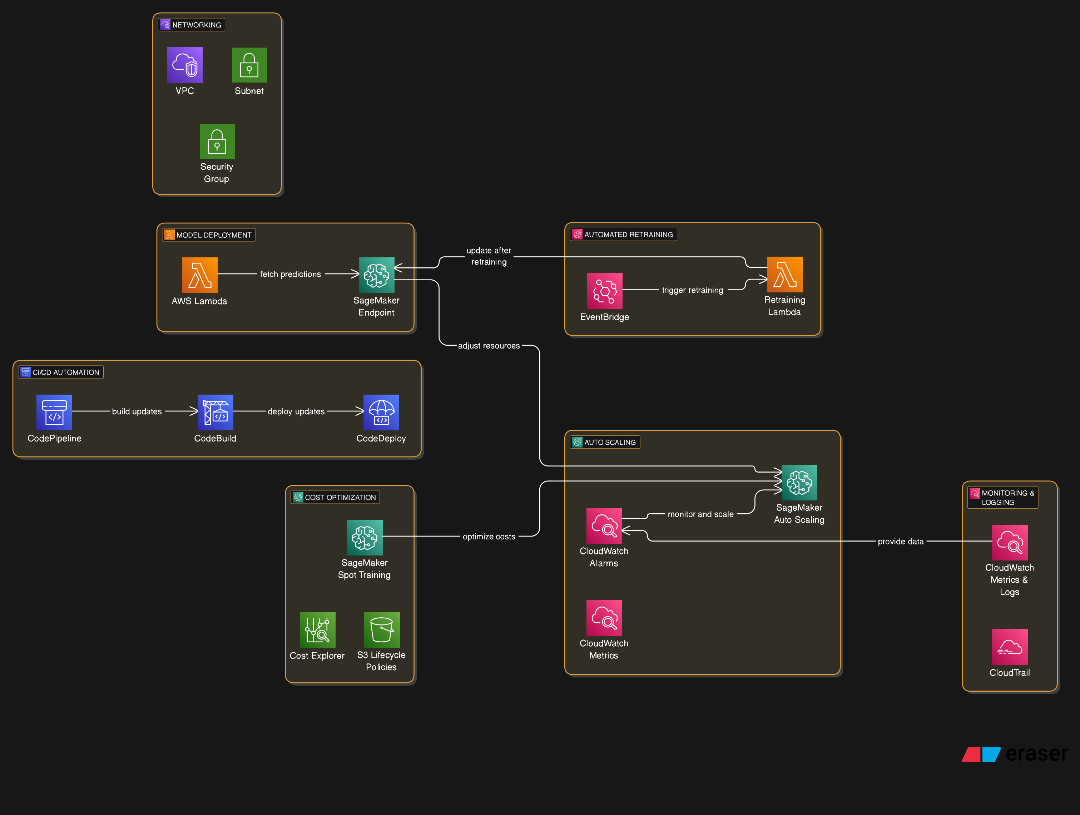 NETWORKING
VPC
Subnet
Security
Group
MODEL DEPLOYMENT
AWS Lambda
fetch predictions
SageMaker
Endpoint
update after
retraining
AUTOMATED RETRAINING
EventBridge
trigger retraining
Retraining
Lambda
adjust resources
CI/CD AUTOMATION
CodePipeline
build updates
CodeBuild
deploy updates
CodeDeploy
COST OPTIMIZATION
SageMaker
Spot Training
optimize costs
Cost Explorer
S3 Lifecycle
Policies
AUTO SCALING
SageMaker
Auto Scaling
monitor and scale
CloudWatch
Alarms
CloudWatch
Metrics
provide data
MONITORING &
LOGGING
CloudWatch
Metrics &
Logs
CloudTrail
eraser